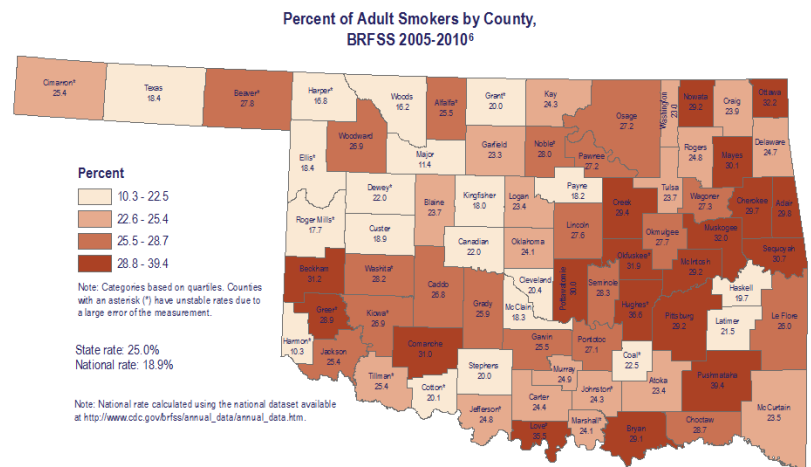 Percent of Adult Smokers by County,
BRFSS 2005-2010⁶
Cimarron*
25.4
Texas
18.4
Beaver*
27.8
Harper*
16.8
Woods
16.2
Alfalfa*
25.5
Grant*
20.0
Kay
24.3
Osage
27.2
Washington
23.0
Nowata
29.2
Craig
23.9
Ottawa
32.2
Woodward
26.9
Major
11.4
Garfield
23.3
Noble*
28.0
Pawnee
27.2
Rogers
24.8
Mayes
30.1
Delaware
24.7
Ellis*
18.4
Dewey*
22.0
Blaine
23.7
Kingfisher
18.0
Logan
23.4
Payne
18.2
Creek
29.4
Tulsa
23.7
Wagoner
27.3
Cherokee
29.7
Adair
29.8
Roger Mills*
17.7
Custer
18.9
Canadian
22.0
Oklahoma
24.1
Lincoln
27.6
Okmulgee
27.7
Muskogee
32.0
Sequoyah
30.7
Beckham
31.2
Washita*
28.2
Caddo
26.8
Cleveland
20.4
McClain
18.3
Pottawatomie
Seminole
28.3
Okfuskee*
31.9
McIntosh
29.2
Haskell
19.7
Greer*
28.9
Kiowa*
26.9
Grady
25.9
Hughes*
Pittsburg
29.2
Latimer
21.5
Le Flore
26.0
Harmon*
10.3
Jackson
25.4
Comanche
31.0
Garvin
25.5
Pontotoc
27.1
Coal*
22.5
Tillman*
25.4
Cotton*
20.1
Stephens
20.0
Murray
24.9
Johnston*
24.3
Atoka
23.4
Pushmataha
39.4
McCurtain
23.5
Jefferson*
24.8
Carter
24.4
Love*
Marshall*
24.1
Bryan
29.1
Choctaw
28.7
Percent
10.3 - 22.5
22.6 - 25.4
25.5 - 28.7
28.8 - 39.4
Note: Categories based on quartiles. Counties
with an asterisk (*) have unstable rates due to
a large error of the measurement.
State rate: 25.0%
National rate: 18.9%
Note: National rate calculated using the national dataset available
at http://www.cdc.gov/brfss/annual_data/annual_data.htm.